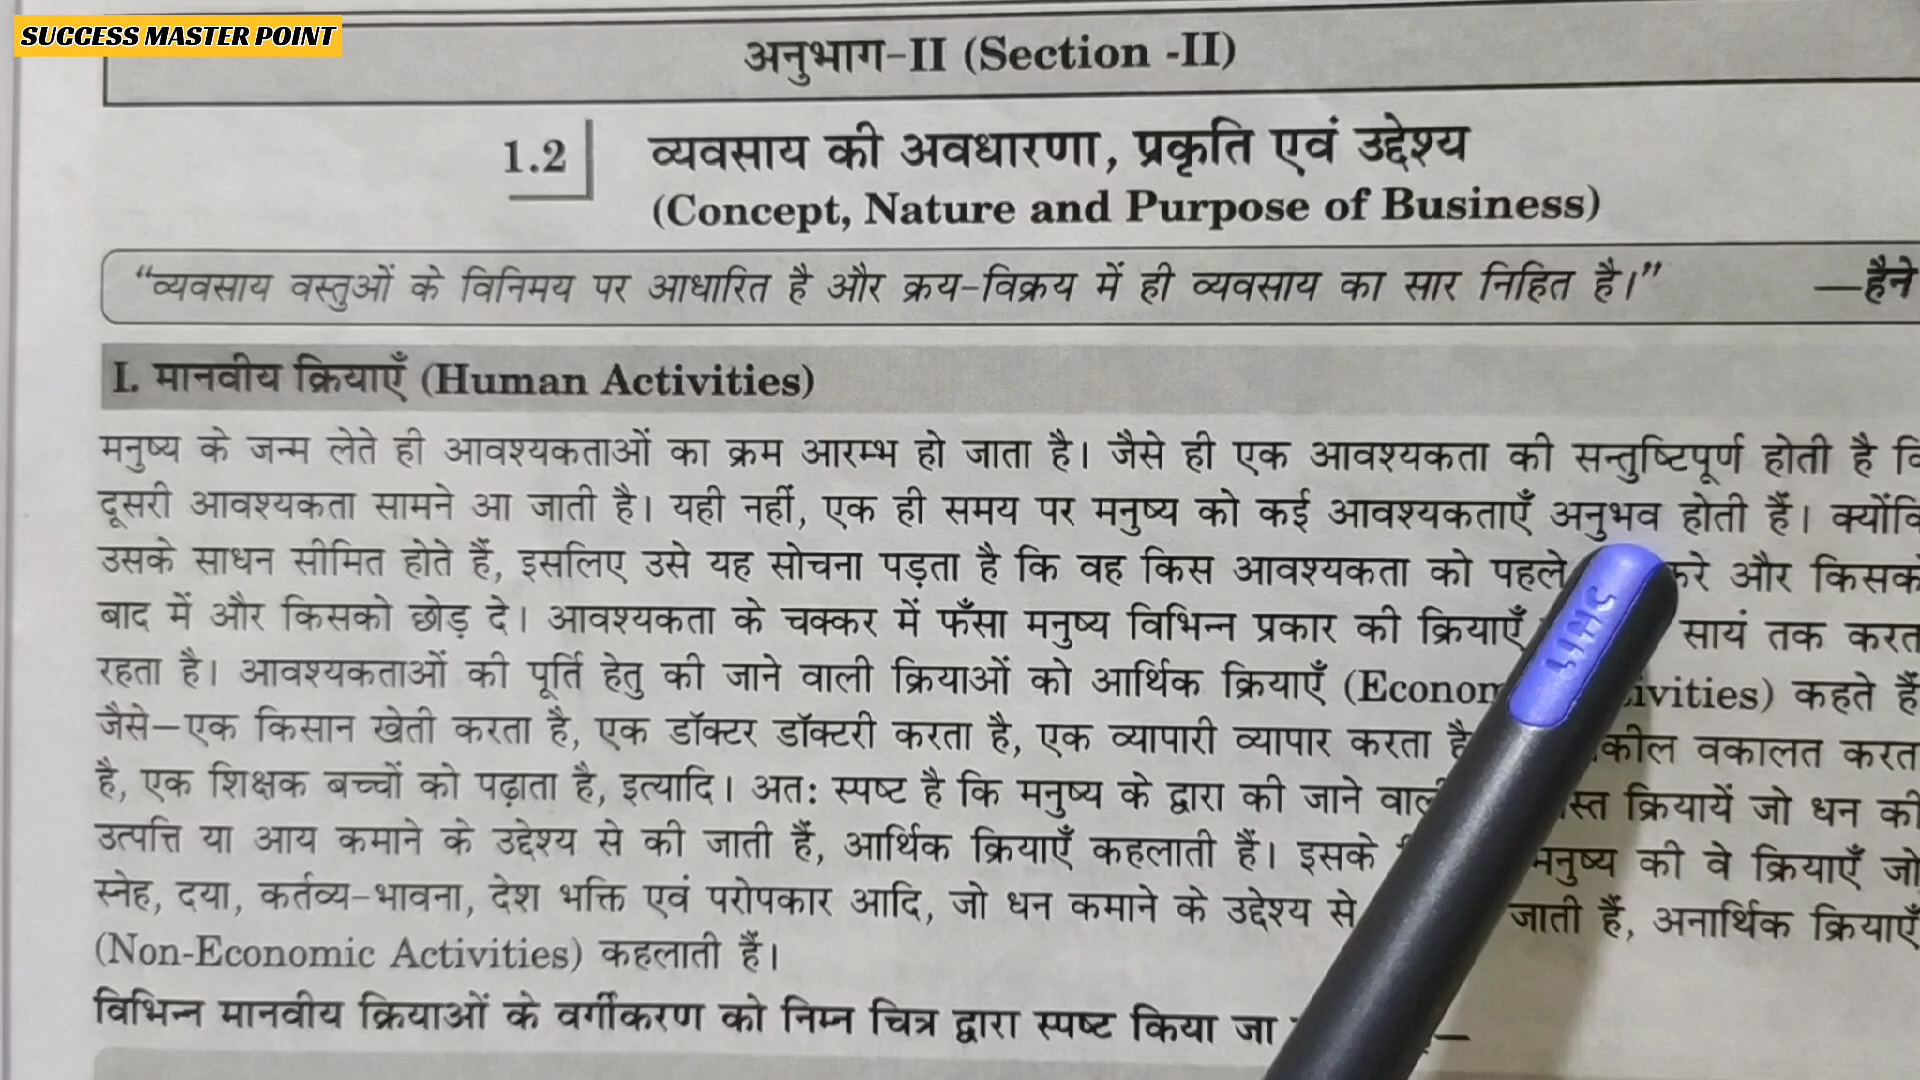 SUCCESS MASTER POINT
अनुभाग-II (Section -II)
1.2 व्यवसाय की अवधारणा, प्रकृति एवं उद्देश्य
(Concept, Nature and Purpose of Business)
“व्यवसाय वस्तुओं के विनिमय पर आधारित है और क्रय-विक्रय में ही व्यवसाय का सार निहित है।” —हैने
I. मानवीय क्रियाएँ (Human Activities)
मनुष्य के जन्म लेते ही आवश्यकताओं का क्रम आरम्भ हो जाता है। जैसे ही एक आवश्यकता की सन्तुष्टिपूर्ण होती है
दूसरी आवश्यकता सामने आ जाती है। यही नहीं, एक ही समय पर मनुष्य को कई आवश्यकताएँ अनुभव होती हैं।
उसके साधन सीमित होते हैं, इसलिए उसे यह सोचना पड़ता है कि वह किस आवश्यकता को पहले करे और
बाद में और किसको छोड़ दे। आवश्यकता के चक्कर में फँसा मनुष्य विभिन्न प्रकार की क्रियाएँ सायं तक
रहता है। आवश्यकताओं की पूर्ति हेतु की जाने वाली क्रियाओं को आर्थिक क्रियाएँ (Econom ivities) कहते हैं
जैसे—एक किसान खेती करता है, एक डॉक्टर डॉक्टरी करता है, एक व्यापारी व्यापार करता है वकालत
है, एक शिक्षक बच्चों को पढ़ाता है, इत्यादि। अतः स्पष्ट है कि मनुष्य के द्वारा की जाने क्रियायें जो धन की
उत्पत्ति या आय कमाने के उद्देश्य से की जाती हैं, आर्थिक क्रियाएँ कहलाती हैं। इसके मनुष्य की वे क्रियाएँ जो
स्नेह, दया, कर्तव्य-भावना, देश भक्ति एवं परोपकार आदि, जो धन कमाने के उद्देश्य से जाती हैं, अनार्थिक क्रियाएँ
(Non-Economic Activities) कहलाती हैं।
विभिन्न मानवीय क्रियाओं के वर्गीकरण को निम्न चित्र द्वारा स्पष्ट किया जा